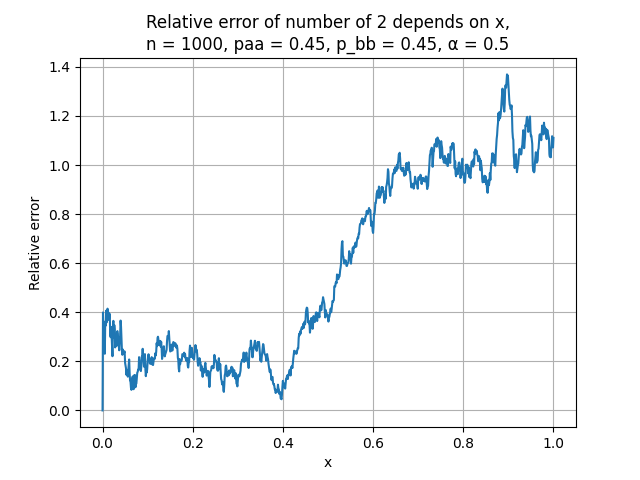 Relative error of number of 2 depends on x,
n = 1000, paa = 0.45, p_bb = 0.45, α = 0.5
1.4
1.2
1.0
0.8
0.6
0.4
0.2
0.0
Relative error
0.0 0.2 0.4 0.6 0.8 1.0
x